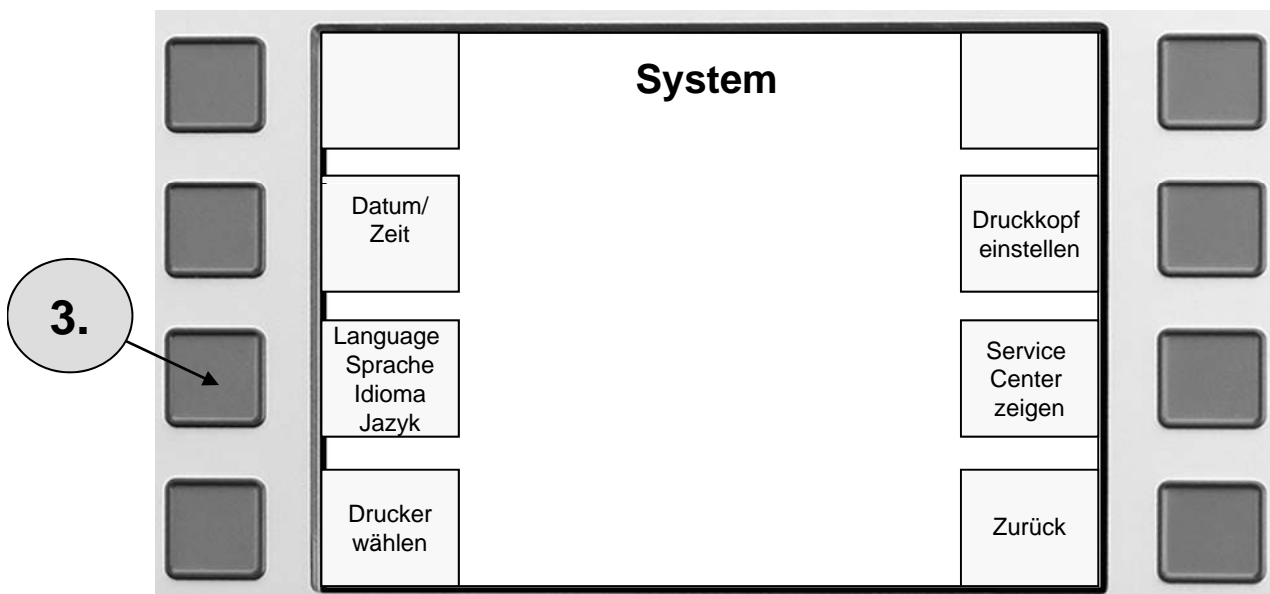 System
Datum/
Zeit
Druckkopf
einstellen
3.
Language
Sprache
Idioma
Jazyk
Service
Center
zeigen
Drucker
wählen
Zurück